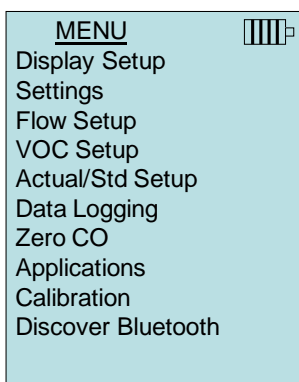 MENU
Display Setup
Settings
Flow Setup
VOC Setup
Actual/Std Setup
Data Logging
Zero CO
Applications
Calibration
Discover Bluetooth